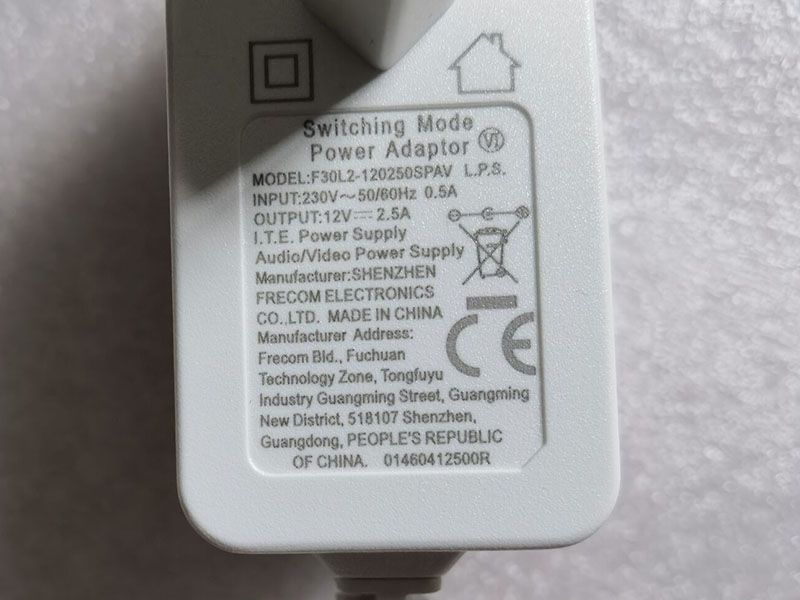 Switching Mode
Power Adaptor VI
MODEL:F30L2-120250SPAV L.P.S.
INPUT:230V～50/60Hz 0.5A
OUTPUT:12V⎓2.5A
I.T.E. Power Supply
Audio/Video Power Supply
Manufacturer:SHENZHEN
FRECOM ELECTRONICS
CO.,LTD. MADE IN CHINA
Manufacturer Address:
Frecom Bld., Fuchuan
Technology Zone, Tongfuyu
Industry Guangming Street, Guangming
New District, 518107 Shenzhen,
Guangdong, PEOPLE'S REPUBLIC
OF CHINA. 01460412500R
CE